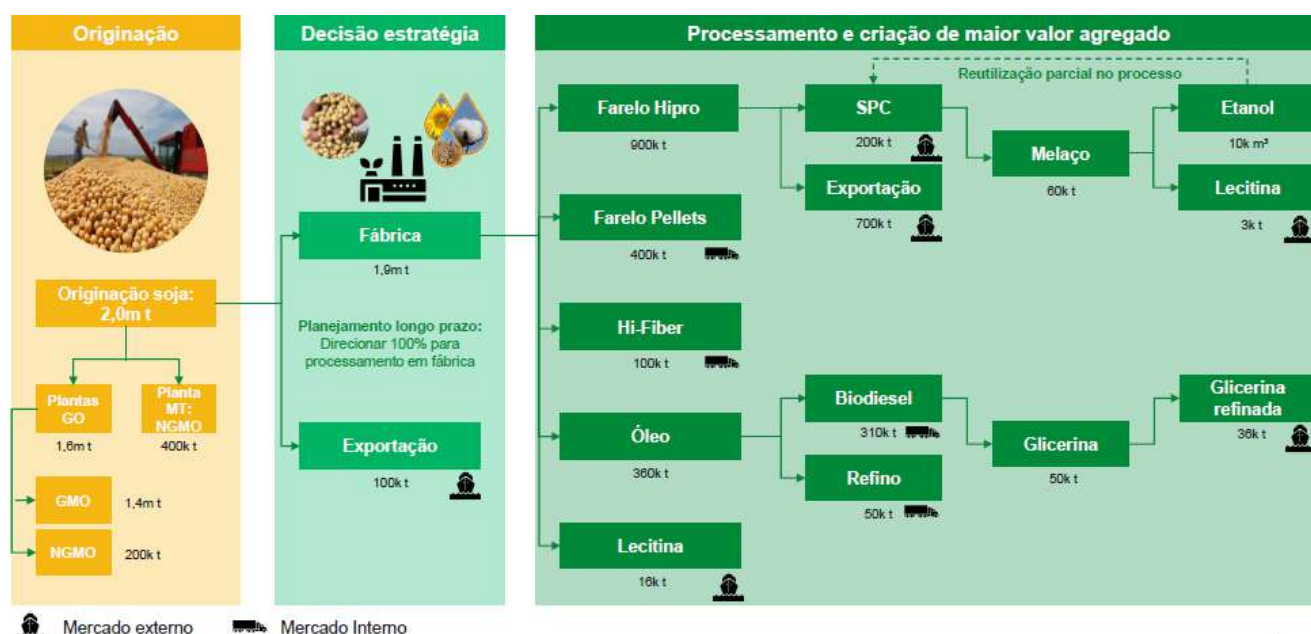 Originação
Originação soja:
2,0m t
Plantas
GO
1,6m t
Planta
MT:
NGMO
400k t
GMO
1,4m t
NGMO
200k t
Decisão estratégia
Fábrica
1,9m t
Planejamento longo prazo:
Direcionar 100% para
processamento em fábrica
Exportação
100k t
Processamento e criação de maior valor agregado
Reutilização parcial no processo
Farelo Hipro
900k t
SPC
200k t
Exportação
700k t
Melaço
60k t
Etanol
10k m³
Lecitina
3k t
Farelo Pellets
400k t
Hi-Fiber
100k t
Óleo
360k t
Biodiesel
310k t
Refino
50k t
Glicerina
50k t
Glicerina
refinada
36k t
Lecitina
16k t
Mercado externo
Mercado Interno